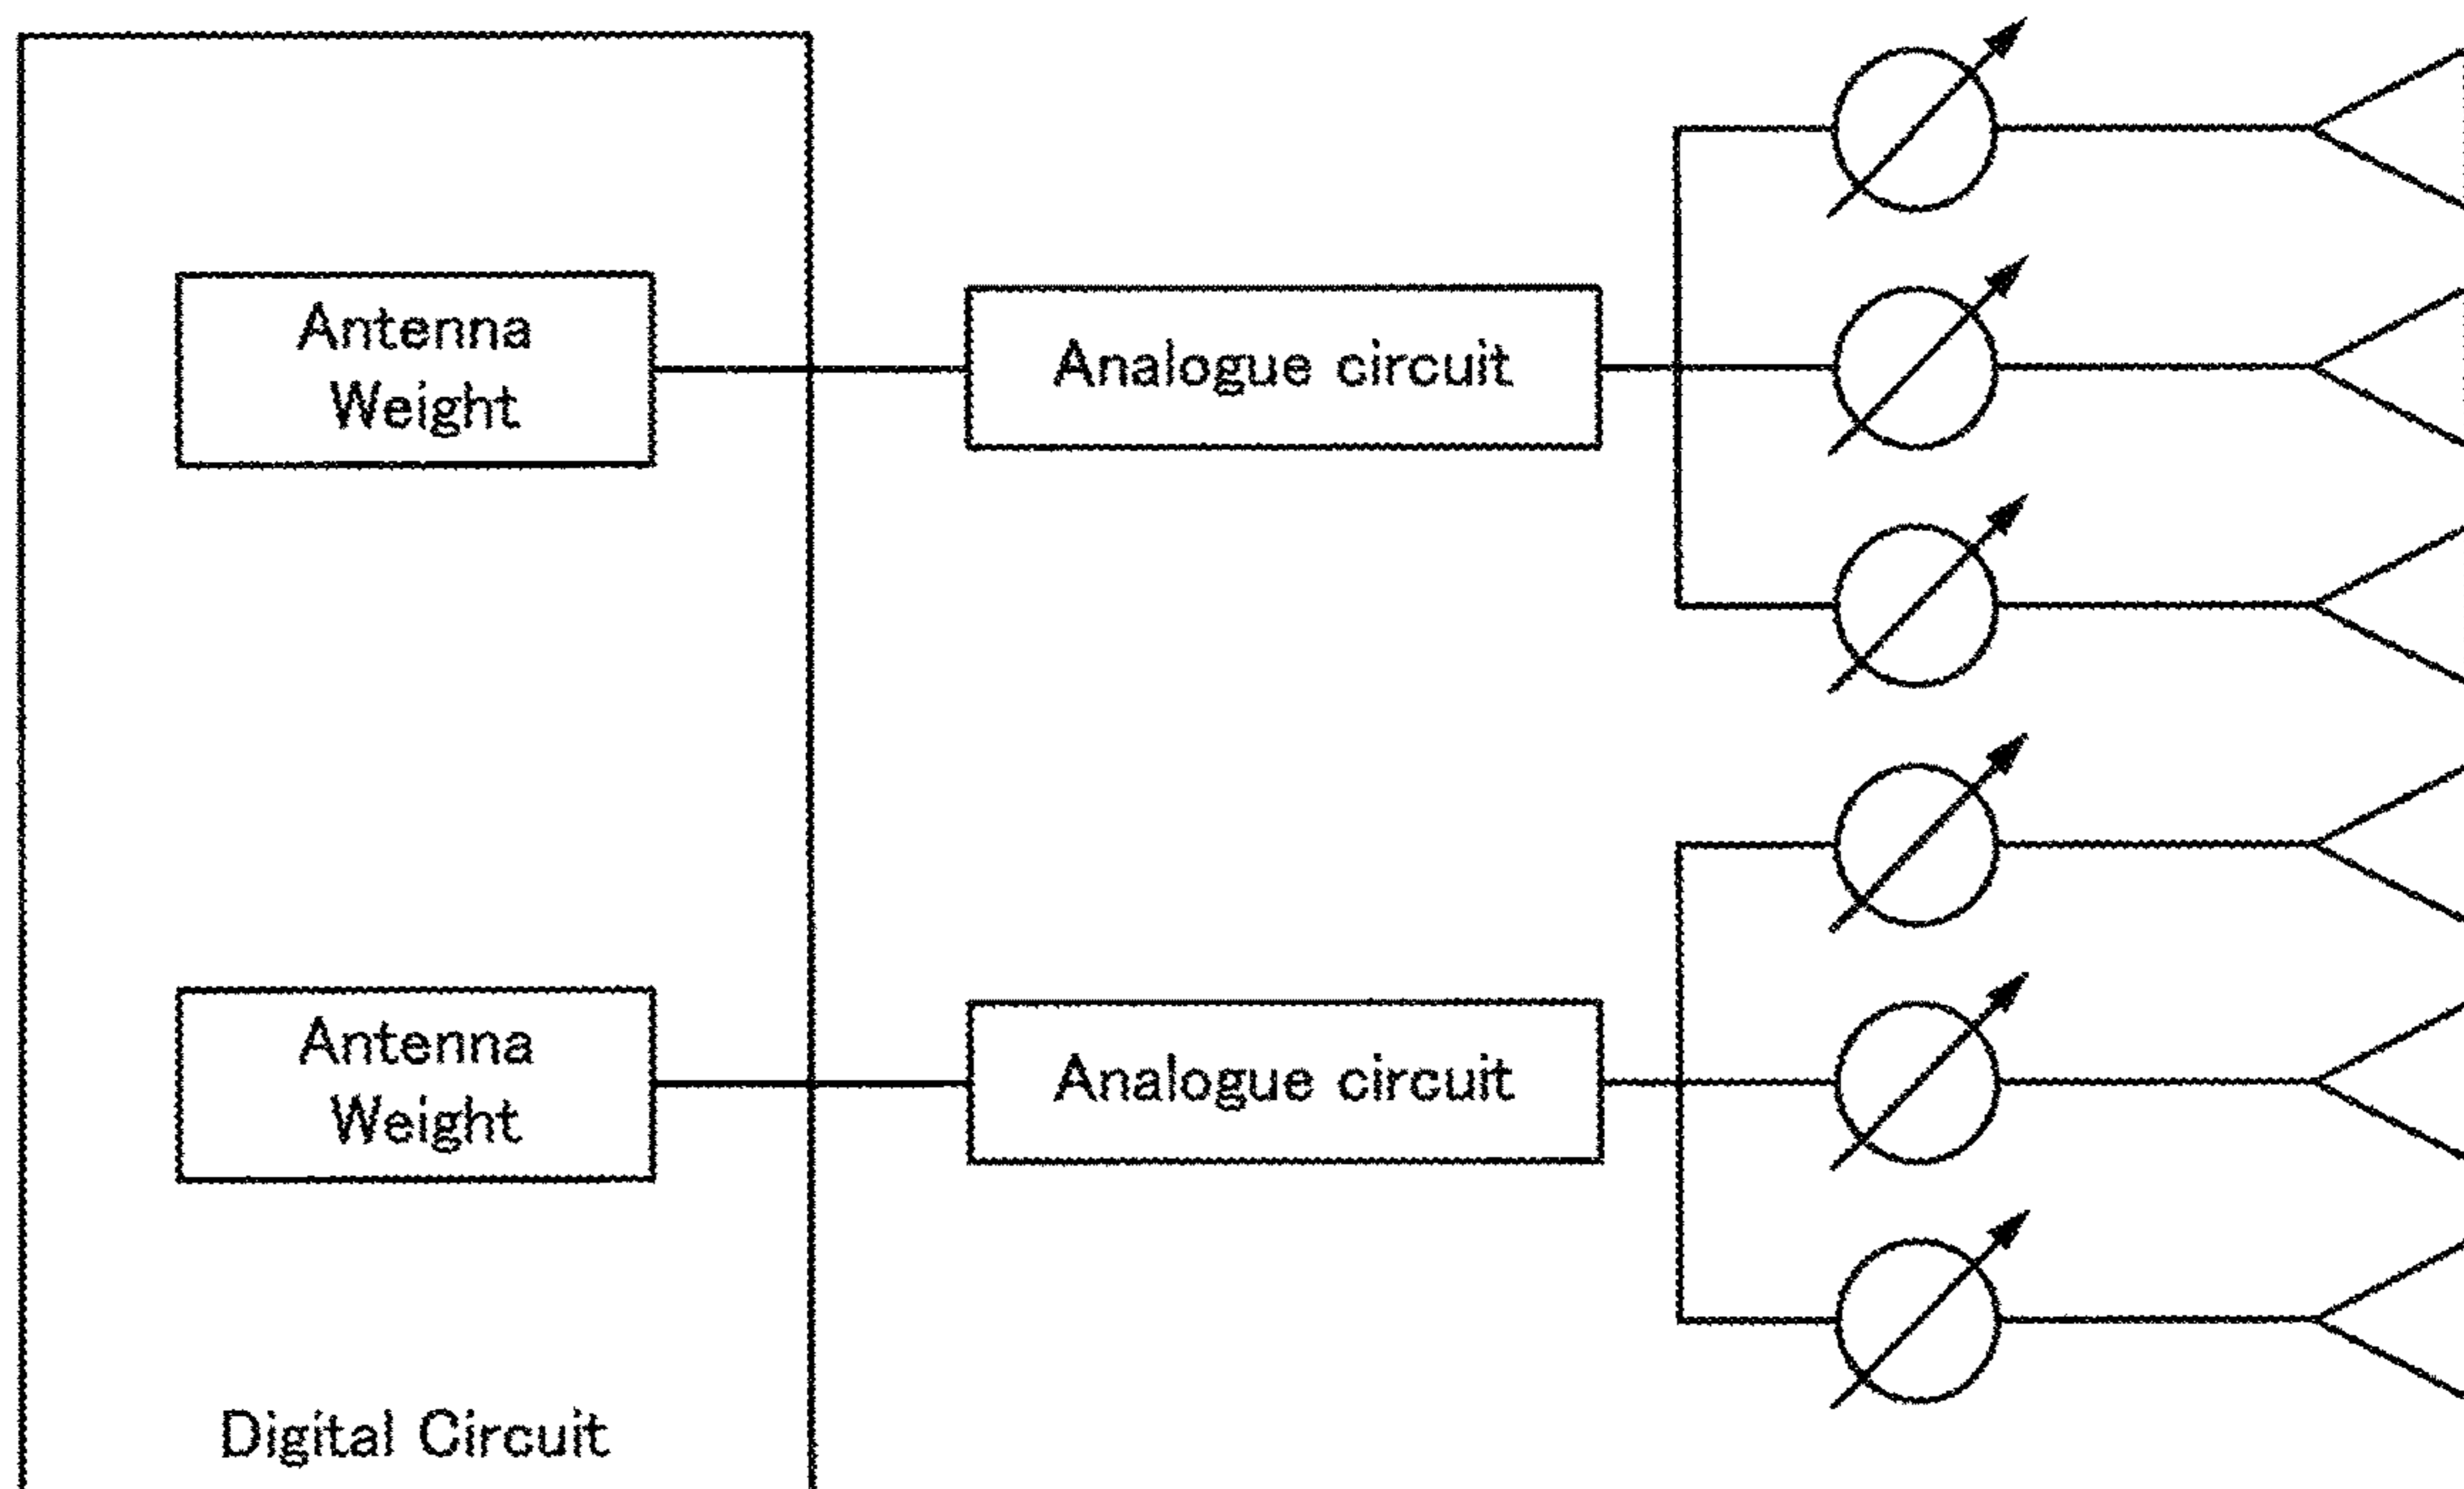 Antenna
Weight
Analogue circuit
Antenna
Weight
Analogue circuit
Digital Circuit